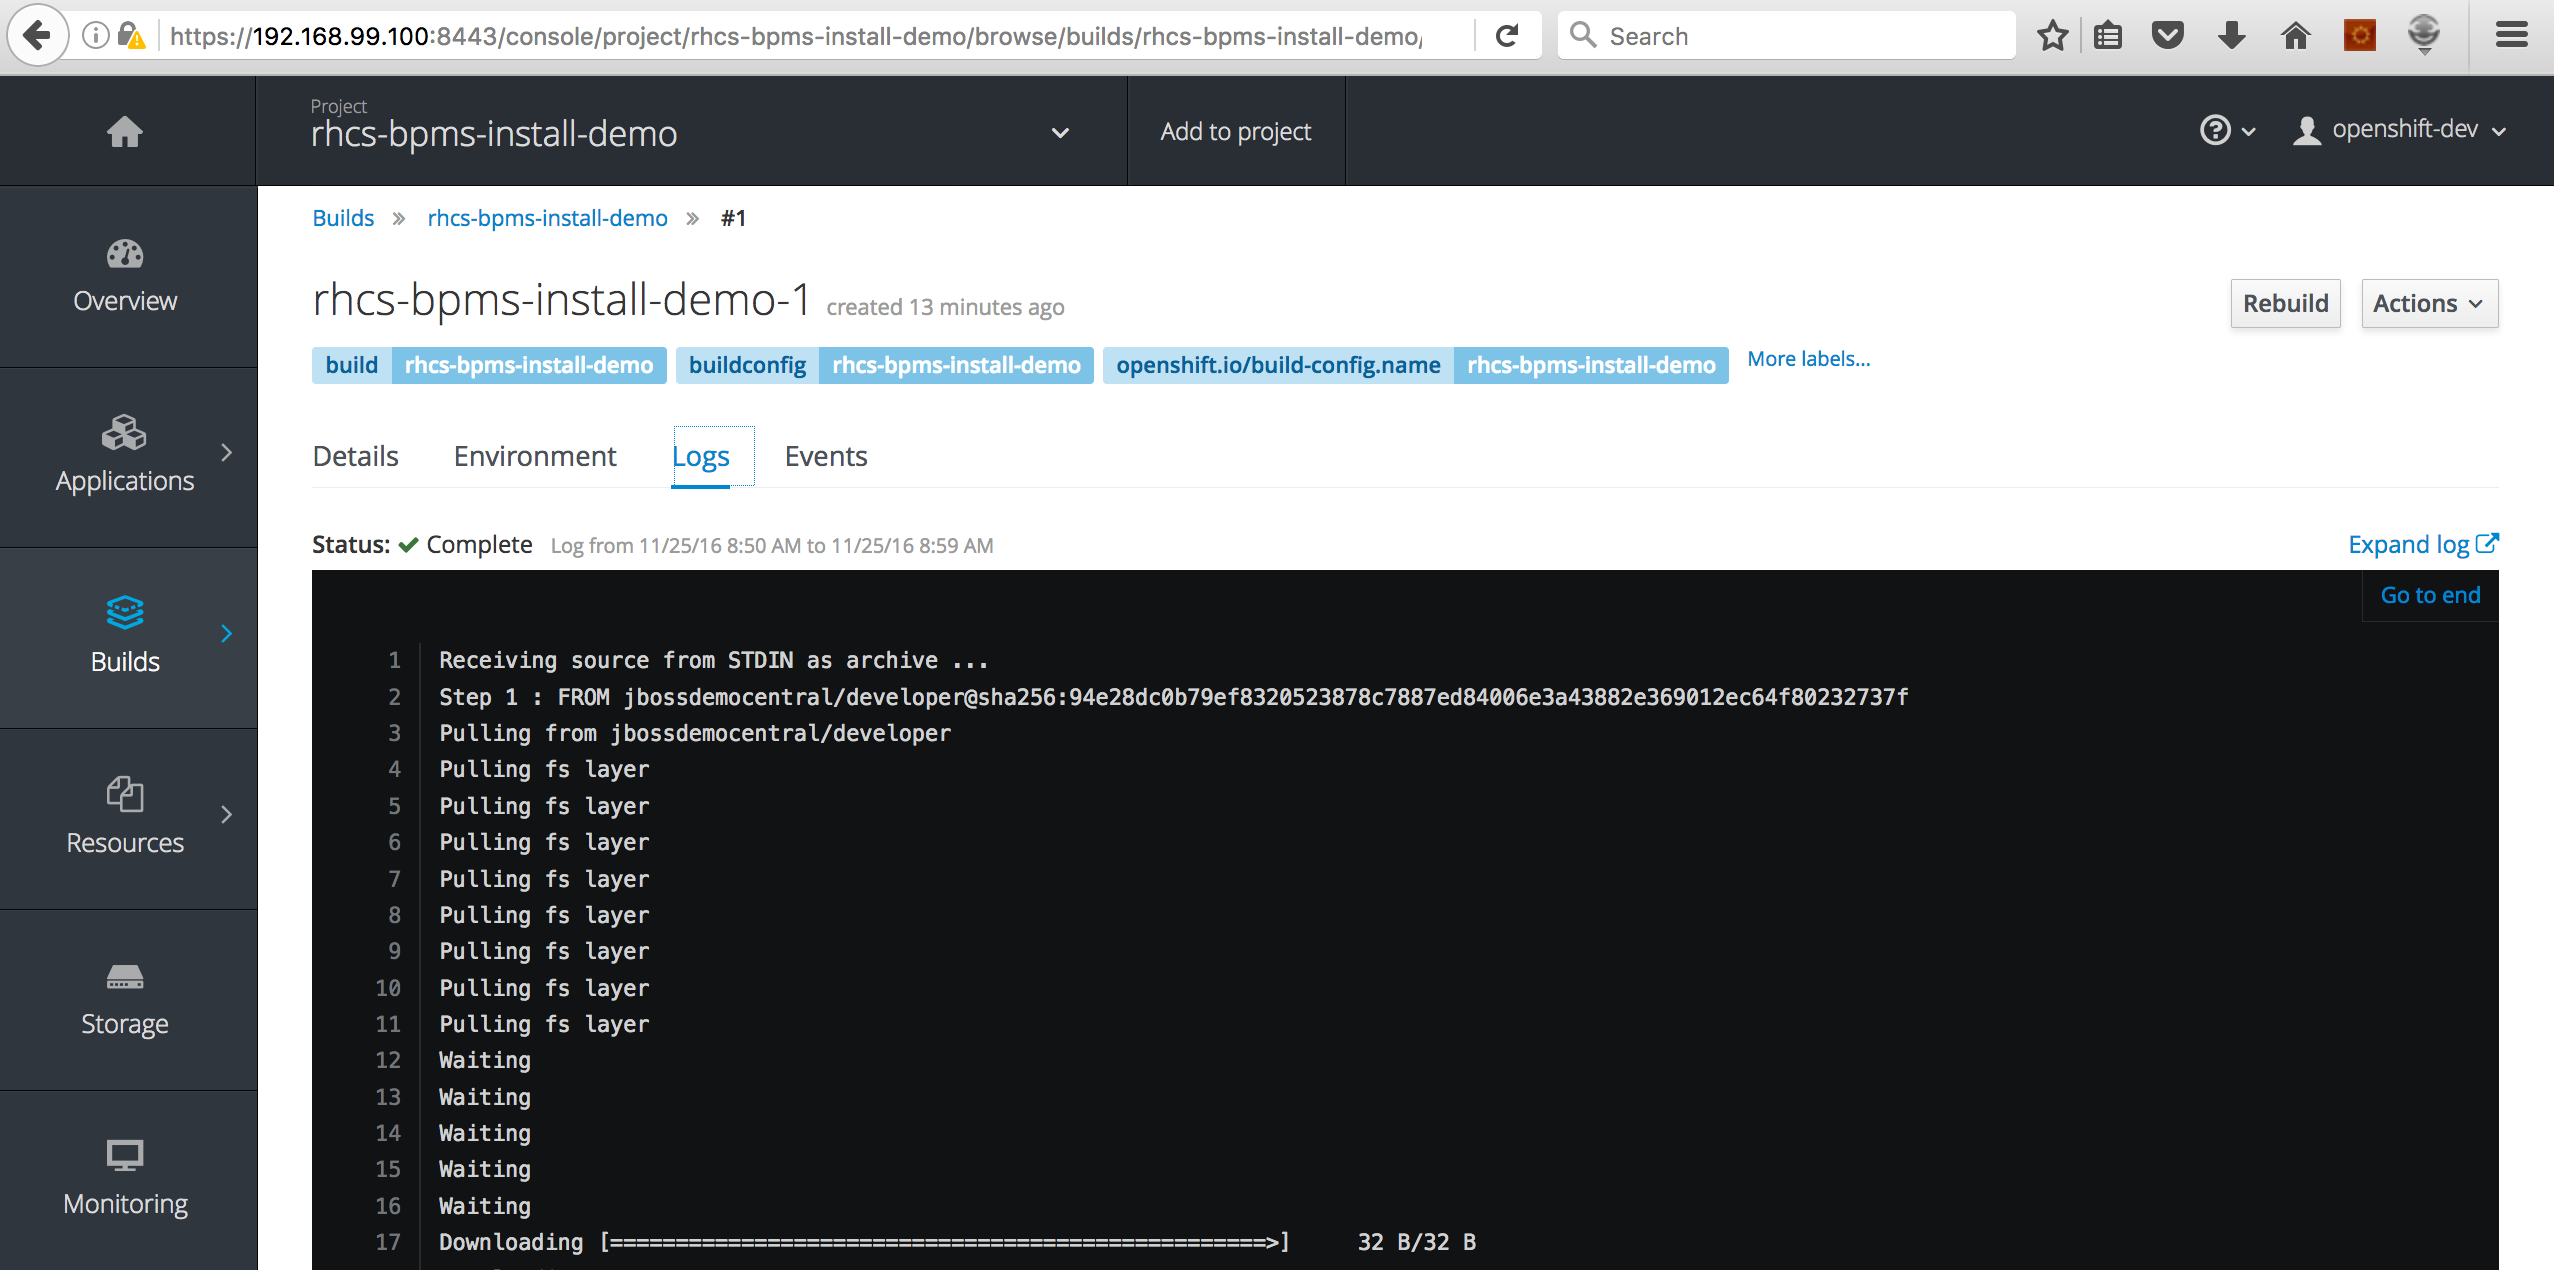 https://192.168.99.100:8443/console/project/rhcs-bpms-install-demo/browse/builds/rhcs-bpms-install-demo/
Search
Project
rhcs-bpms-install-demo
Add to project
openshift-dev
Overview
Applications
Builds
Resources
Storage
Monitoring
Builds » rhcs-bpms-install-demo » #1
rhcs-bpms-install-demo-1 created 13 minutes ago
Rebuild
Actions
build rhcs-bpms-install-demo buildconfig rhcs-bpms-install-demo openshift.io/build-config.name rhcs-bpms-install-demo More labels...
Details Environment Logs Events
Status: Complete Log from 11/25/16 8:50 AM to 11/25/16 8:59 AM
Expand log
Go to end
1 Receiving source from STDIN as archive ...
2 Step 1 : FROM jbossdemocentral/developer@sha256:94e28dc0b79ef8320523878c7887ed84006e3a43882e369012ec64f80232737f
3 Pulling from jbossdemocentral/developer
4 Pulling fs layer
5 Pulling fs layer
6 Pulling fs layer
7 Pulling fs layer
8 Pulling fs layer
9 Pulling fs layer
10 Pulling fs layer
11 Pulling fs layer
12 Waiting
13 Waiting
14 Waiting
15 Waiting
16 Waiting
17 Downloading [==================================================>] 32 B/32 B